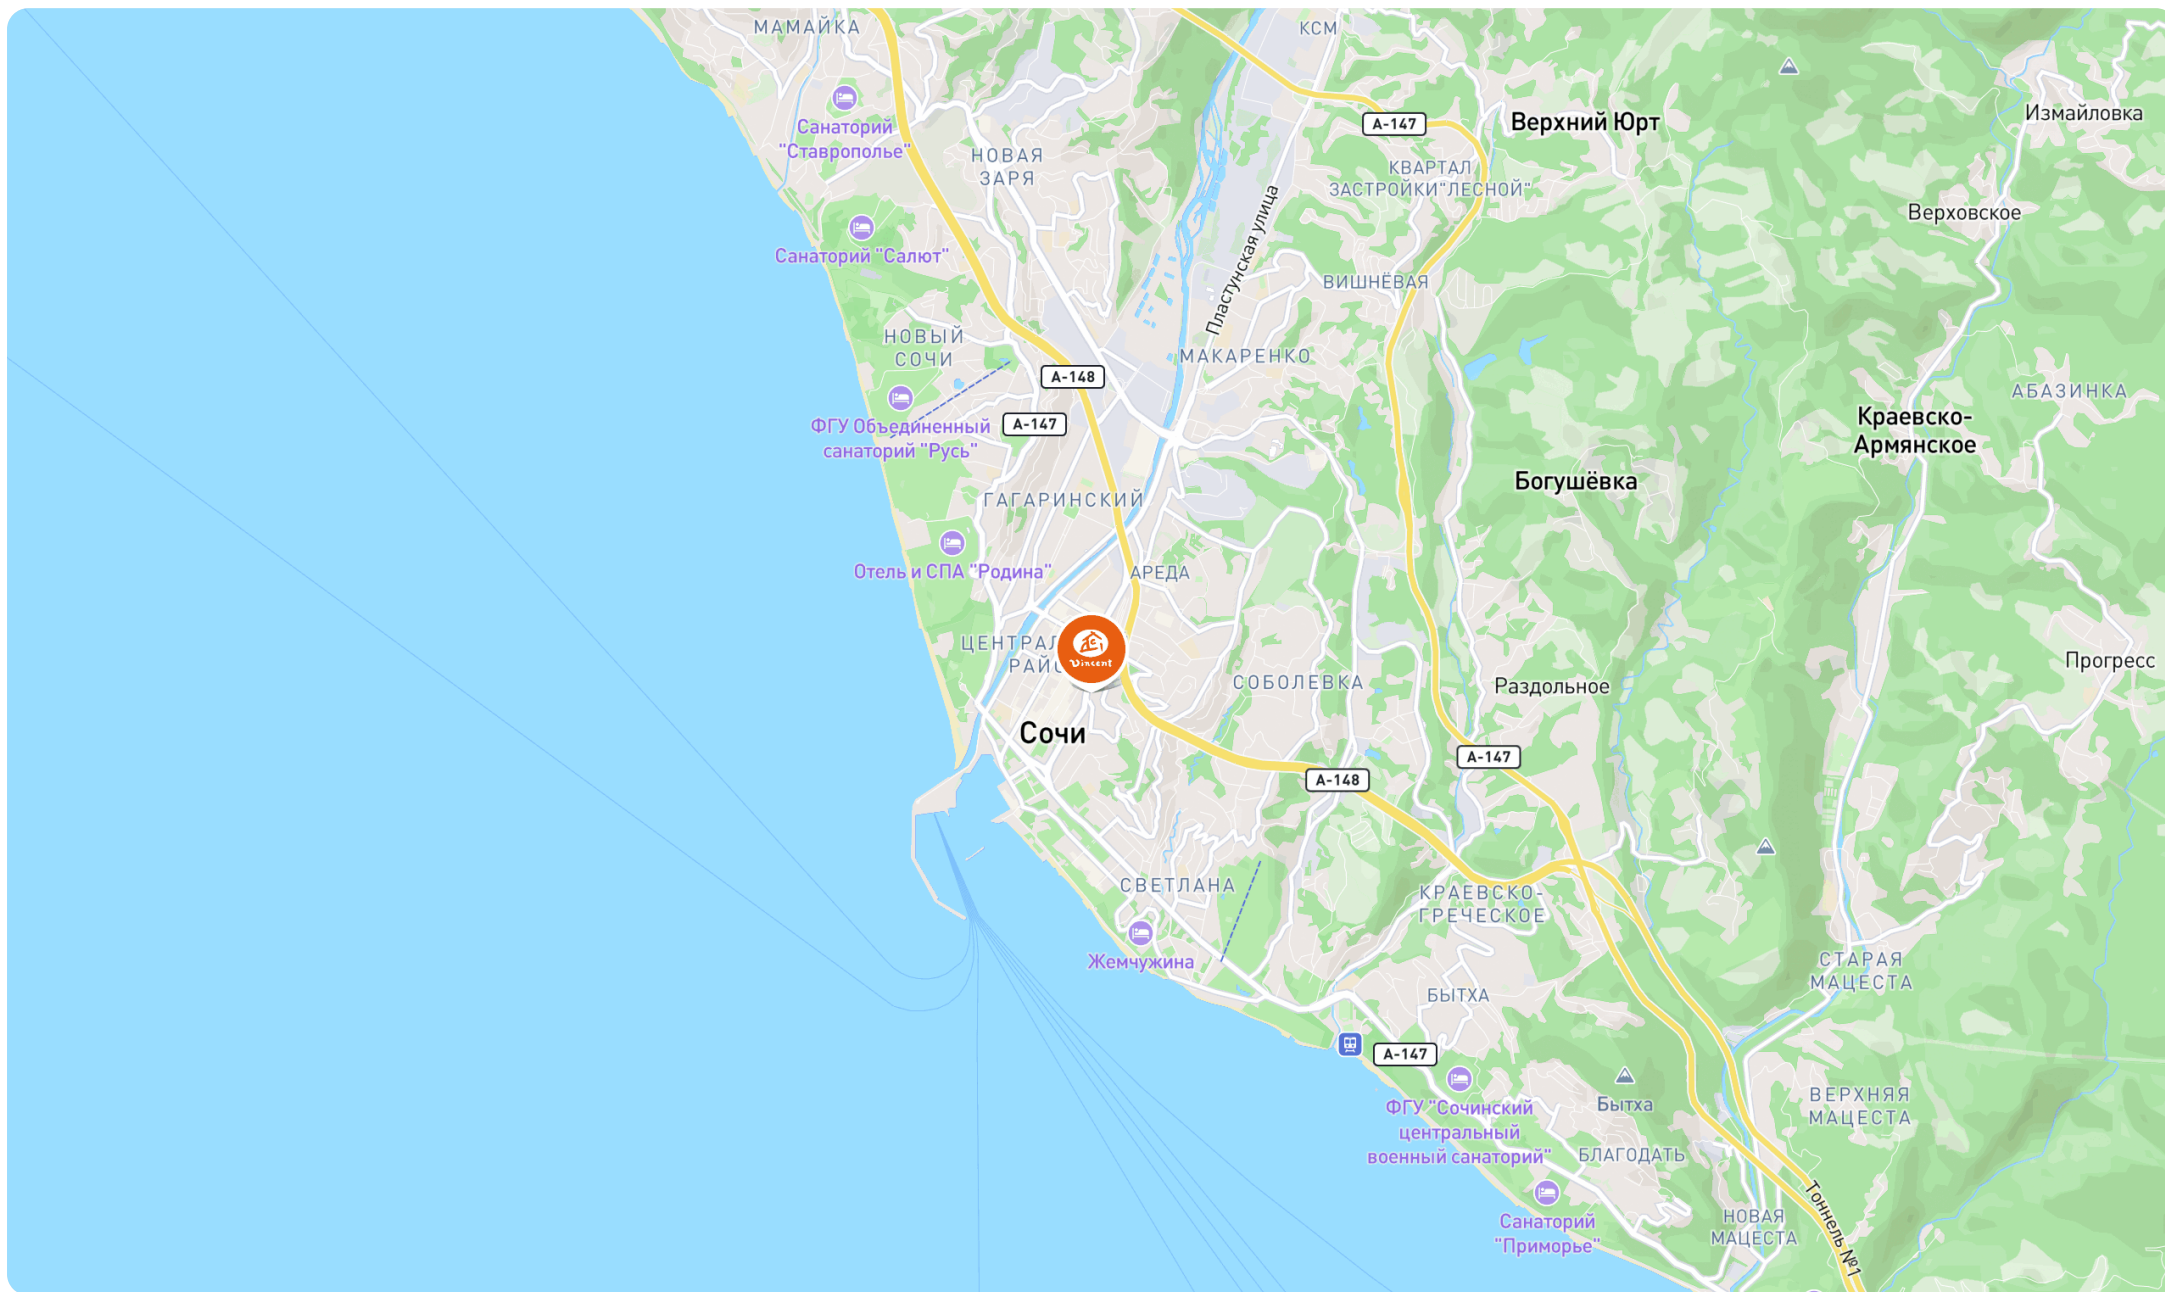 МАМАЙКА
КСМ
Санаторий
"Ставрополье"
А-147
Верхний Юрт
Измайловка
НОВАЯ
ЗАРЯ
КВАРТАЛ
ЗАСТРОЙКИ"ЛЕСНОЙ"
Верховское
Санаторий "Салют"
Пластунская улица
ВИШНЁВАЯ
НОВЫЙ
СОЧИ
МАКАРЕНКО
А-148
АБАЗИНКА
ФГУ Объединенный
санаторий "Русь"
А-147
Краевско-
Армянское
Богушёвка
ГАГАРИНСКИЙ
Отель и СПА "Родина"
АРЕДА
ЦЕНТРАЛ
РАЙО
Vincent
СОБОЛЕВКА
Раздольное
Прогресс
Сочи
А-147
А-148
СВЕТЛАНА
КРАЕВСКО-
ГРЕЧЕСКОЕ
Жемчужина
СТАРАЯ
МАЦЕСТА
БЫТХА
А-147
ФГУ "Сочинский
центральный
военный санаторий"
Бытха
ВЕРХНЯЯ
МАЦЕСТА
БЛАГОДАТЬ
Санаторий
"Приморье"
НОВАЯ
МАЦЕСТА
Тоннель №1